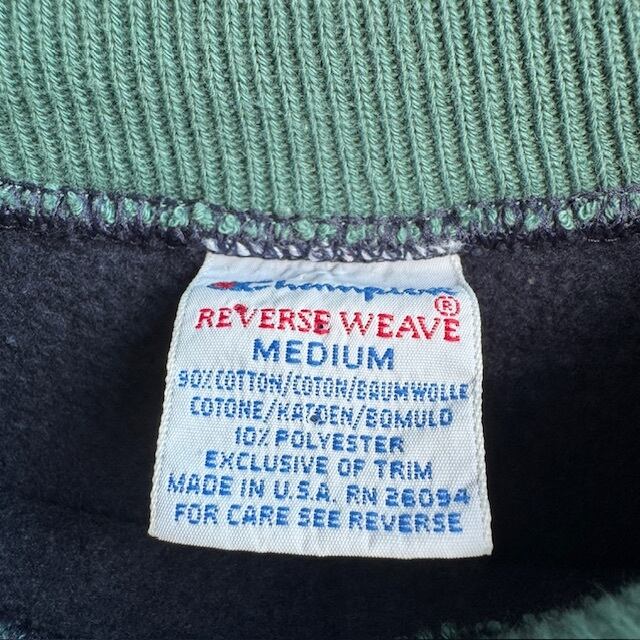 Champion
REVERSE WEAVE®
MEDIUM
90% COTTON/COTON/BAUMWOLLE
COTONE/KATOEN/BOMULD
10% POLYESTER
EXCLUSIVE OF TRIM
MADE IN U.S.A. RN 26094
FOR CARE SEE REVERSE